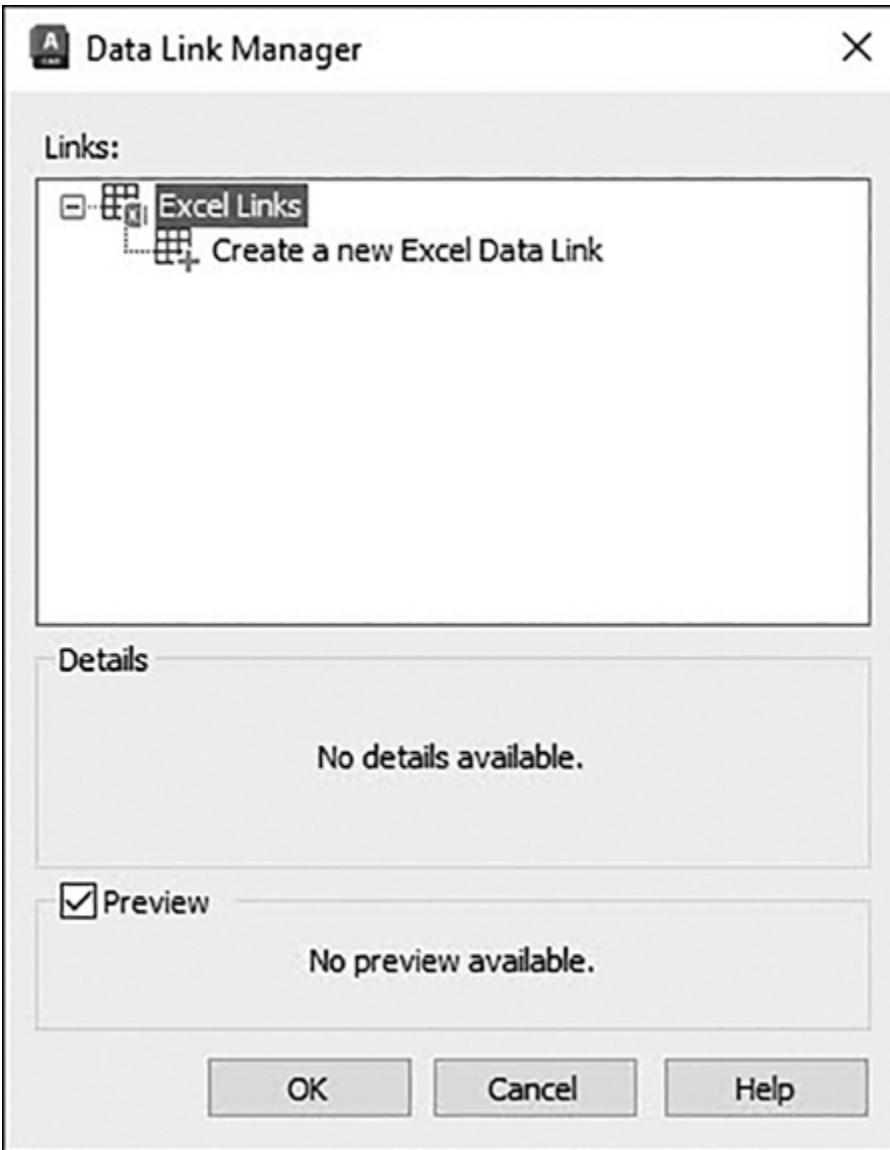 Data Link Manager
Links:
Excel Links
Create a new Excel Data Link
Details
No details available.
Preview
No preview available.
OK Cancel Help